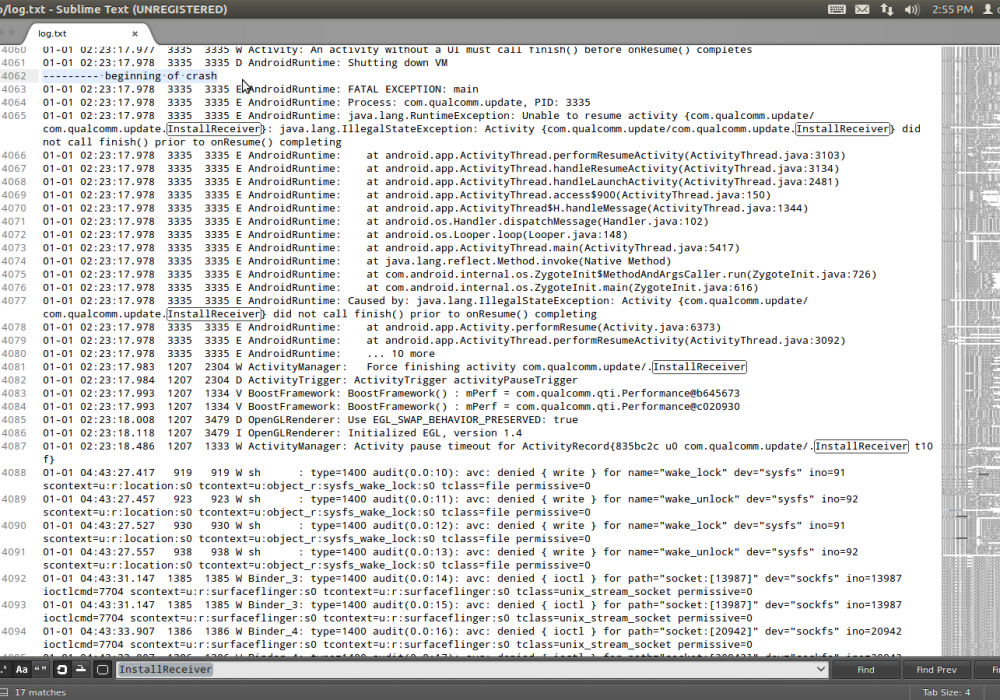 o/log.txt - Sublime Text (UNREGISTERED)
2:55 PM
log.txt
×
4060 01-01 02:23:17.977 3335 3335 W Activity: An activity without a UI must call finish() before onResume() completes
4061 01-01 02:23:17.978 3335 3335 D AndroidRuntime: Shutting down VM
4062 --------- beginning of crash
4063 01-01 02:23:17.978 3335 3335 E AndroidRuntime: FATAL EXCEPTION: main
4064 01-01 02:23:17.978 3335 3335 E AndroidRuntime: Process: com.qualcomm.update, PID: 3335
4065 01-01 02:23:17.978 3335 3335 E AndroidRuntime: java.lang.RuntimeException: Unable to resume activity {com.qualcomm.update/
com.qualcomm.update.InstallReceiver}: java.lang.IllegalStateException: Activity {com.qualcomm.update/com.qualcomm.update.InstallReceiver} did
not call finish() prior to onResume() completing
4066 01-01 02:23:17.978 3335 3335 E AndroidRuntime: at android.app.ActivityThread.performResumeActivity(ActivityThread.java:3103)
4067 01-01 02:23:17.978 3335 3335 E AndroidRuntime: at android.app.ActivityThread.handleResumeActivity(ActivityThread.java:3134)
4068 01-01 02:23:17.978 3335 3335 E AndroidRuntime: at android.app.ActivityThread.handleLaunchActivity(ActivityThread.java:2481)
4069 01-01 02:23:17.978 3335 3335 E AndroidRuntime: at android.app.ActivityThread.access$900(ActivityThread.java:150)
4070 01-01 02:23:17.978 3335 3335 E AndroidRuntime: at android.app.ActivityThread$H.handleMessage(ActivityThread.java:1344)
4071 01-01 02:23:17.978 3335 3335 E AndroidRuntime: at android.os.Handler.dispatchMessage(Handler.java:102)
4072 01-01 02:23:17.978 3335 3335 E AndroidRuntime: at android.os.Looper.loop(Looper.java:148)
4073 01-01 02:23:17.978 3335 3335 E AndroidRuntime: at android.app.ActivityThread.main(ActivityThread.java:5417)
4074 01-01 02:23:17.978 3335 3335 E AndroidRuntime: at java.lang.reflect.Method.invoke(Native Method)
4075 01-01 02:23:17.978 3335 3335 E AndroidRuntime: at com.android.internal.os.ZygoteInit$MethodAndArgsCaller.run(ZygoteInit.java:726)
4076 01-01 02:23:17.978 3335 3335 E AndroidRuntime: at com.android.internal.os.ZygoteInit.main(ZygoteInit.java:616)
4077 01-01 02:23:17.978 3335 3335 E AndroidRuntime: Caused by: java.lang.IllegalStateException: Activity {com.qualcomm.update/
com.qualcomm.update.InstallReceiver} did not call finish() prior to onResume() completing
4078 01-01 02:23:17.978 3335 3335 E AndroidRuntime: at android.app.Activity.performResume(Activity.java:6373)
4079 01-01 02:23:17.978 3335 3335 E AndroidRuntime: at android.app.ActivityThread.performResumeActivity(ActivityThread.java:3092)
4080 01-01 02:23:17.978 3335 3335 E AndroidRuntime: ... 10 more
4081 01-01 02:23:17.983 1207 2304 W ActivityManager: Force finishing activity com.qualcomm.update/.InstallReceiver
4082 01-01 02:23:17.984 1207 2304 D ActivityTrigger: ActivityTrigger activityPauseTrigger
4083 01-01 02:23:17.993 1207 1334 V BoostFramework: BoostFramework() : mPerf = com.qualcomm.qti.Performance@b645673
4084 01-01 02:23:17.993 1207 1334 V BoostFramework: BoostFramework() : mPerf = com.qualcomm.qti.Performance@c020930
4085 01-01 02:23:18.008 1207 3479 D OpenGLRenderer: Use EGL_SWAP_BEHAVIOR_PRESERVED: true
4086 01-01 02:23:18.118 1207 3479 I OpenGLRenderer: Initialized EGL, version 1.4
4087 01-01 02:23:18.486 1207 1333 W ActivityManager: Activity pause timeout for ActivityRecord{835bc2c u0 com.qualcomm.update/.InstallReceiver t10
f}
4088 01-01 04:43:27.417 919 919 W sh : type=1400 audit(0.0:10): avc: denied { write } for name="wake_lock" dev="sysfs" ino=91
scontext=u:r:location:s0 tcontext=u:object_r:sysfs_wake_lock:s0 tclass=file permissive=0
4089 01-01 04:43:27.457 923 923 W sh : type=1400 audit(0.0:11): avc: denied { write } for name="wake_unlock" dev="sysfs" ino=92
scontext=u:r:location:s0 tcontext=u:object_r:sysfs_wake_lock:s0 tclass=file permissive=0
4090 01-01 04:43:27.527 930 930 W sh : type=1400 audit(0.0:12): avc: denied { write } for name="wake_lock" dev="sysfs" ino=91
scontext=u:r:location:s0 tcontext=u:object_r:sysfs_wake_lock:s0 tclass=file permissive=0
4091 01-01 04:43:27.557 938 938 W sh : type=1400 audit(0.0:13): avc: denied { write } for name="wake_unlock" dev="sysfs" ino=92
scontext=u:r:location:s0 tcontext=u:object_r:sysfs_wake_lock:s0 tclass=file permissive=0
4092 01-01 04:43:31.147 1385 1385 W Binder_3: type=1400 audit(0.0:14): avc: denied { ioctl } for path="socket:[13987]" dev="sockfs" ino=13987
ioctlcmd=7704 scontext=u:r:surfaceflinger:s0 tcontext=u:r:surfaceflinger:s0 tclass=unix_stream_socket permissive=0
4093 01-01 04:43:31.147 1385 1385 W Binder_3: type=1400 audit(0.0:15): avc: denied { ioctl } for path="socket:[13987]" dev="sockfs" ino=13987
ioctlcmd=7704 scontext=u:r:surfaceflinger:s0 tcontext=u:r:surfaceflinger:s0 tclass=unix_stream_socket permissive=0
4094 01-01 04:43:33.907 1386 1386 W Binder_4: type=1400 audit(0.0:16): avc: denied { ioctl } for path="socket:[20942]" dev="sockfs" ino=20942
ioctlcmd=7704 scontext=u:r:surfaceflinger:s0 tcontext=u:r:surfaceflinger:s0 tclass=unix_stream_socket permissive=0
.* Aa “” InstallReceiver Find Find Prev
17 matches Tab Size: 4